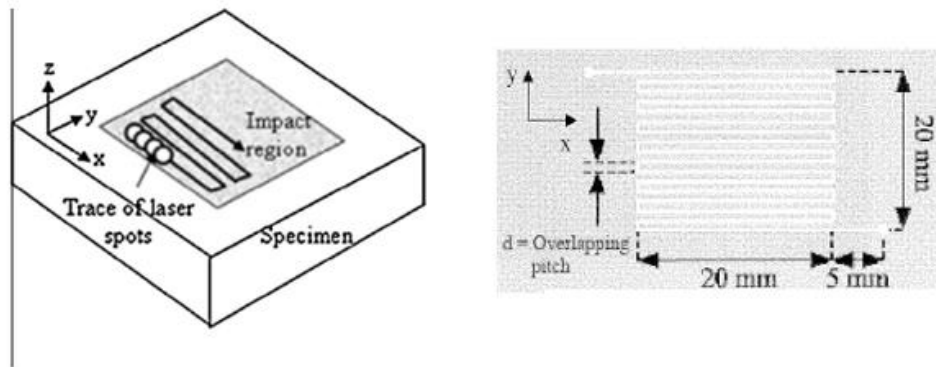 z
y
x
Impact
region
Trace of laser
spots
Specimen
y
x
20 mm
d = Overlapping
pitch
20 mm
5 mm